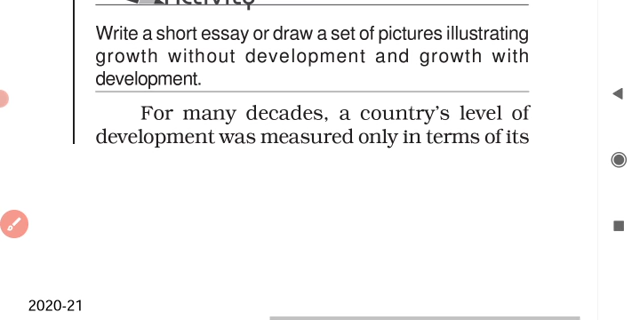 Activity
Write a short essay or draw a set of pictures illustrating
growth without development and growth with
development.
For many decades, a country's level of
development was measured only in terms of its
2020-21